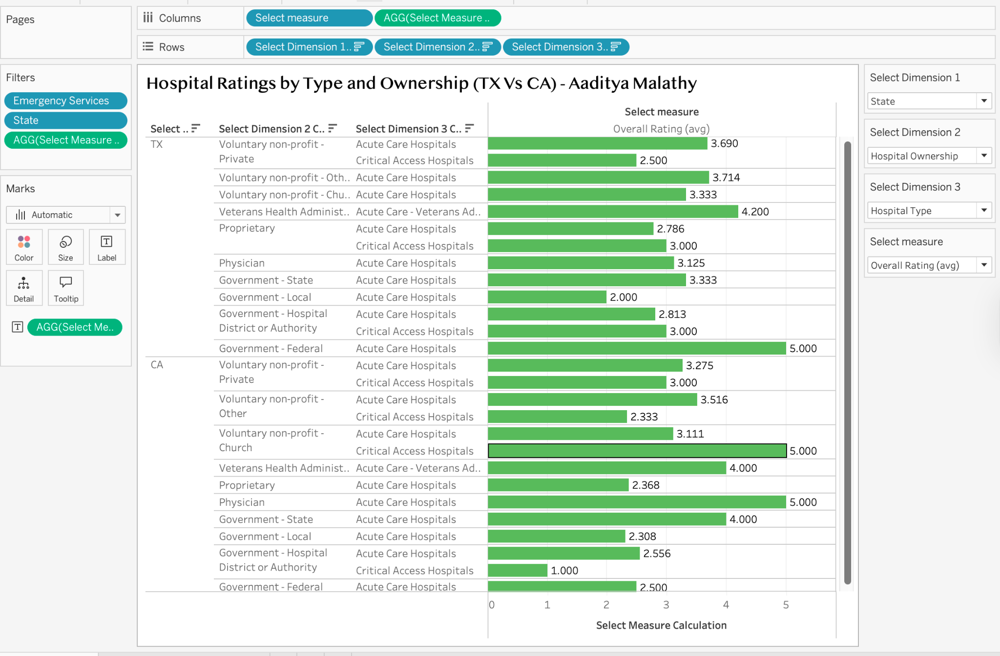 Pages
Columns
Select measure
AGG(Select Measure ..
Rows
Select Dimension 1..
Select Dimension 2..
Select Dimension 3..
Filters
Emergency Services
State
AGG(Select Measure ..
Marks
Automatic
Color
Size
T
Label
Detail
Tooltip
T
AGG(Select Me..
Hospital Ratings by Type and Ownership (TX Vs CA) - Aaditya Malathy
Select measure
Select ..
Select Dimension 2 C..
Select Dimension 3 C..
Overall Rating (avg)
TX
Voluntary non-profit -
Private
Acute Care Hospitals
3.690
Critical Access Hospitals
2.500
Voluntary non-profit - Oth..
Acute Care Hospitals
3.714
Voluntary non-profit - Chu..
Acute Care Hospitals
3.333
Veterans Health Administ..
Acute Care - Veterans Ad..
4.200
Proprietary
Acute Care Hospitals
2.786
Critical Access Hospitals
3.000
Physician
Acute Care Hospitals
3.125
Government - State
Acute Care Hospitals
3.333
Government - Local
Acute Care Hospitals
2.000
Government - Hospital
District or Authority
Acute Care Hospitals
2.813
Critical Access Hospitals
3.000
Government - Federal
Acute Care Hospitals
5.000
CA
Voluntary non-profit -
Private
Acute Care Hospitals
3.275
Critical Access Hospitals
3.000
Voluntary non-profit -
Other
Acute Care Hospitals
3.516
Critical Access Hospitals
2.333
Voluntary non-profit -
Church
Acute Care Hospitals
3.111
Critical Access Hospitals
5.000
Veterans Health Administ..
Acute Care - Veterans Ad..
4.000
Proprietary
Acute Care Hospitals
2.368
Physician
Acute Care Hospitals
5.000
Government - State
Acute Care Hospitals
4.000
Government - Local
Acute Care Hospitals
2.308
Government - Hospital
District or Authority
Acute Care Hospitals
2.556
Critical Access Hospitals
1.000
Government - Federal
Acute Care Hospitals
2.500
0 1 2 3 4 5
Select Measure Calculation
Select Dimension 1
State
Select Dimension 2
Hospital Ownership
Select Dimension 3
Hospital Type
Select measure
Overall Rating (avg)